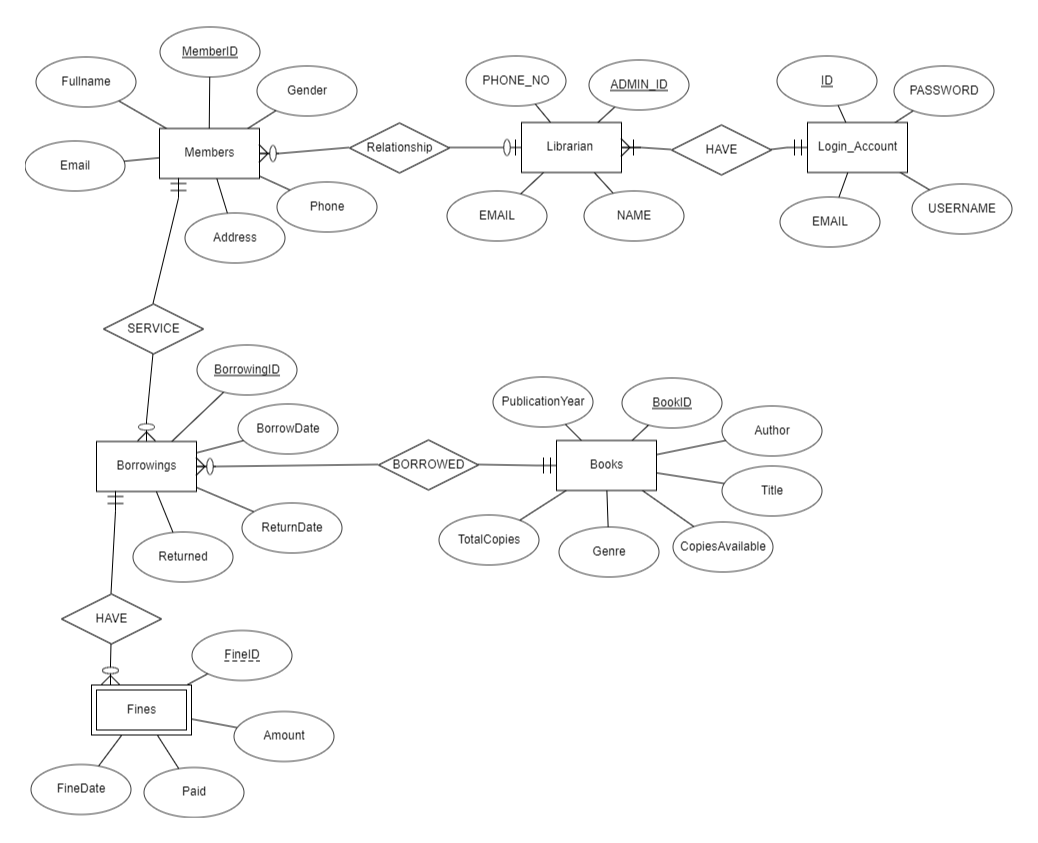 MemberID
Fullname
Gender
PHONE_NO
ADMIN_ID
ID
PASSWORD
Members
Relationship
Librarian
HAVE
Login_Account
Email
Phone
Address
EMAIL
NAME
EMAIL
USERNAME
SERVICE
BorrowingID
BorrowDate
PublicationYear
BookID
Author
Borrowings
BORROWED
Books
Title
ReturnDate
Returned
TotalCopies
Genre
CopiesAvailable
HAVE
FineID
Fines
Amount
FineDate
Paid